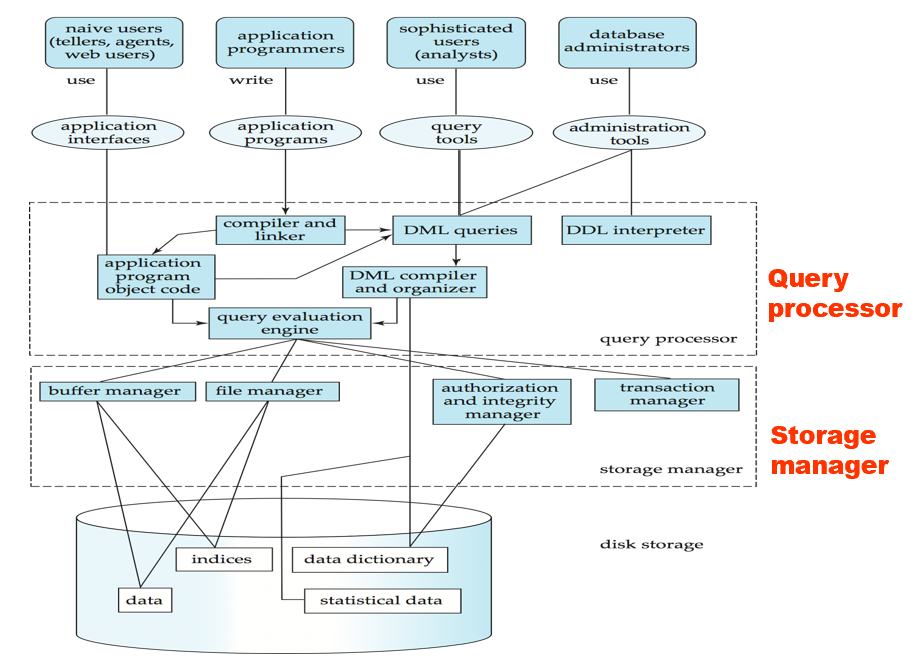 naive users
(tellers, agents,
web users)
application
programmers
sophisticated
users
(analysts)
database
administrators
use
write
use
use
application
interfaces
application
programs
query
tools
administration
tools
compiler and
linker
DML queries
DDL interpreter
application
program
object code
DML compiler
and organizer
Query
processor
query evaluation
engine
query processor
buffer manager
file manager
authorization
and integrity
manager
transaction
manager
Storage
manager
storage manager
disk storage
indices
data dictionary
data
statistical data